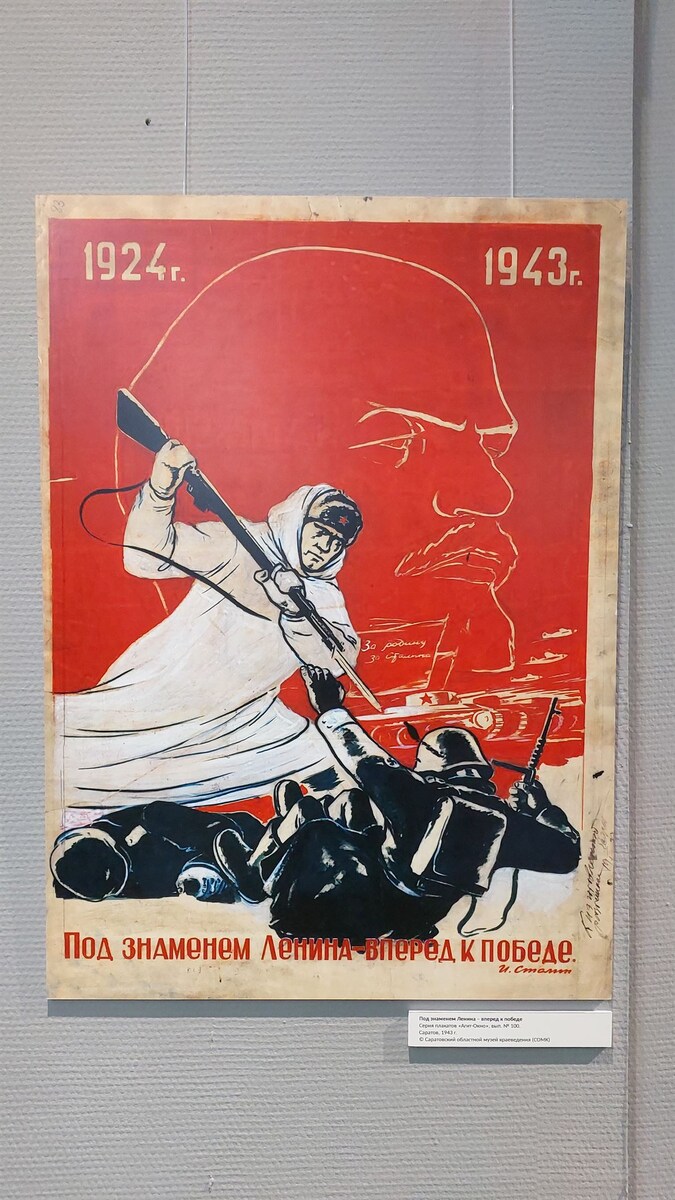 1924г.
1943г.
За родину
за Сталина
Под знаменем Ленина-вперед к победе.
И. Сталин
Под знаменем Ленина – вперед к победе
Серия плакатов «Агит-Окно», вып. № 100.
Саратов, 1943 г.
© Саратовский областной музей краеведения (СОМК)